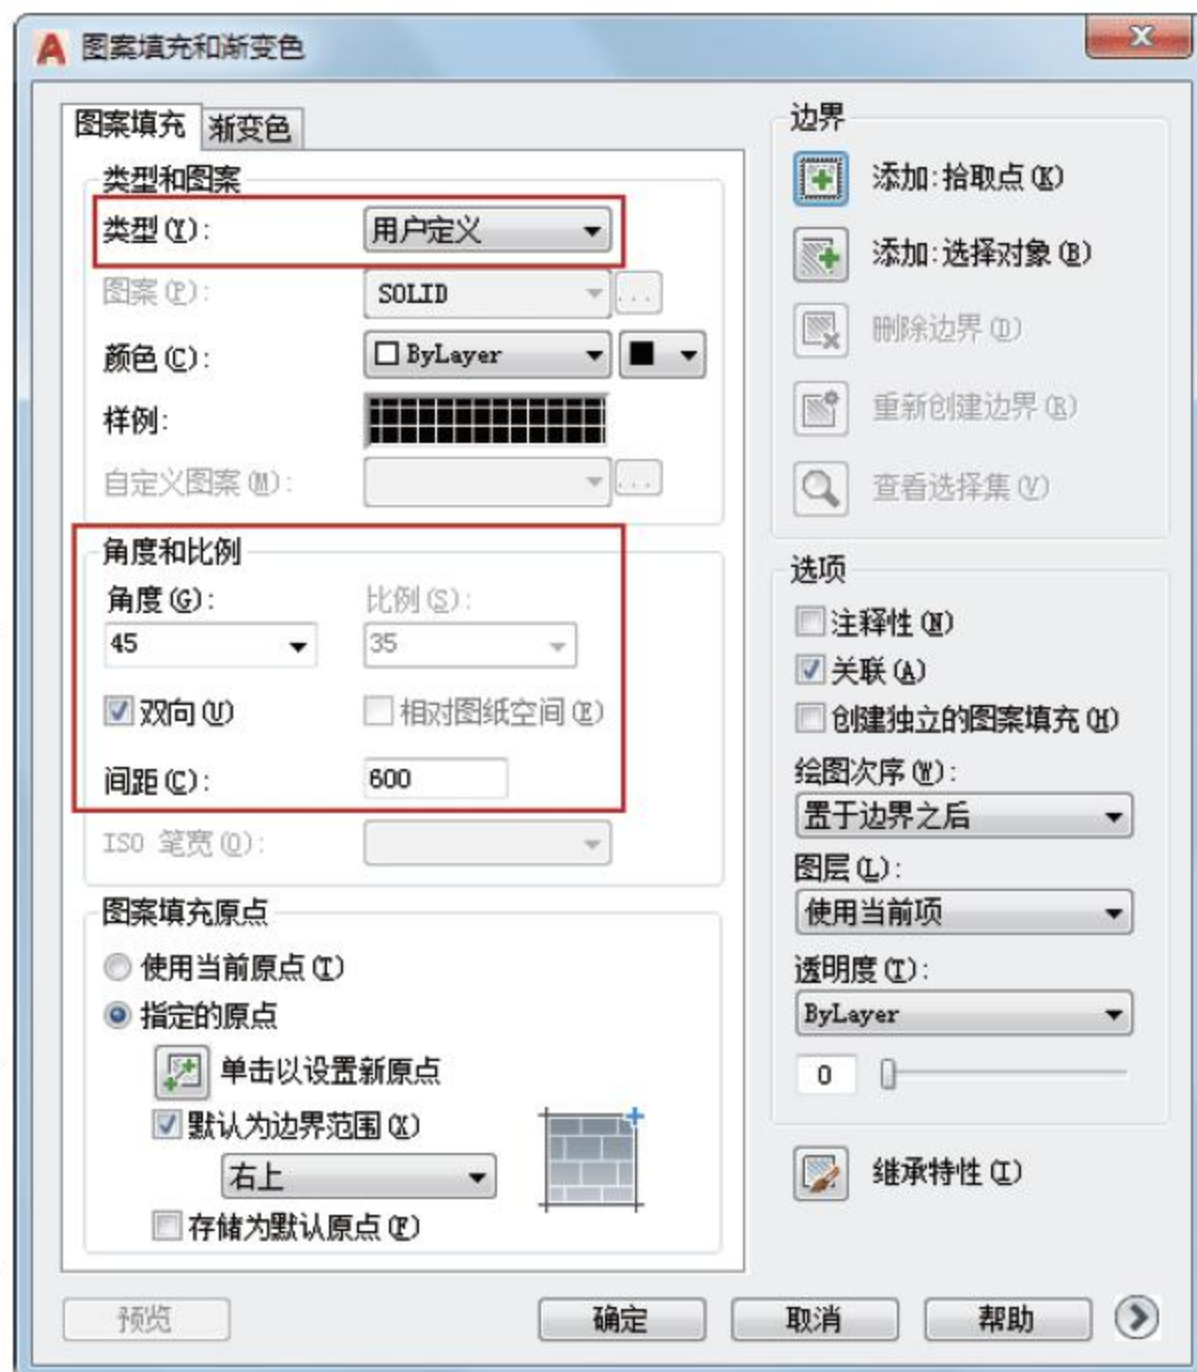 图案填充和渐变色
图案填充 渐变色
类型和图案
类型(Y): 用户定义
图案(P): SOLID ...
颜色(C): ByLayer
样例:
自定义图案(M): ...
角度和比例
角度(G): 比例(S):
45 35
双向(U) 相对图纸空间(E)
间距(C): 600
ISO 笔宽(O):
图案填充原点
使用当前原点(T)
指定的原点
单击以设置新原点
默认为边界范围(X)
右上
存储为默认原点(F)
边界
添加:拾取点(K)
添加:选择对象(B)
删除边界(D)
重新创建边界(R)
查看选择集(V)
选项
注释性(N)
关联(A)
创建独立的图案填充(H)
绘图次序(W):
置于边界之后
图层(L):
使用当前项
透明度(T):
ByLayer
0
继承特性(I)
预览 确定 取消 帮助